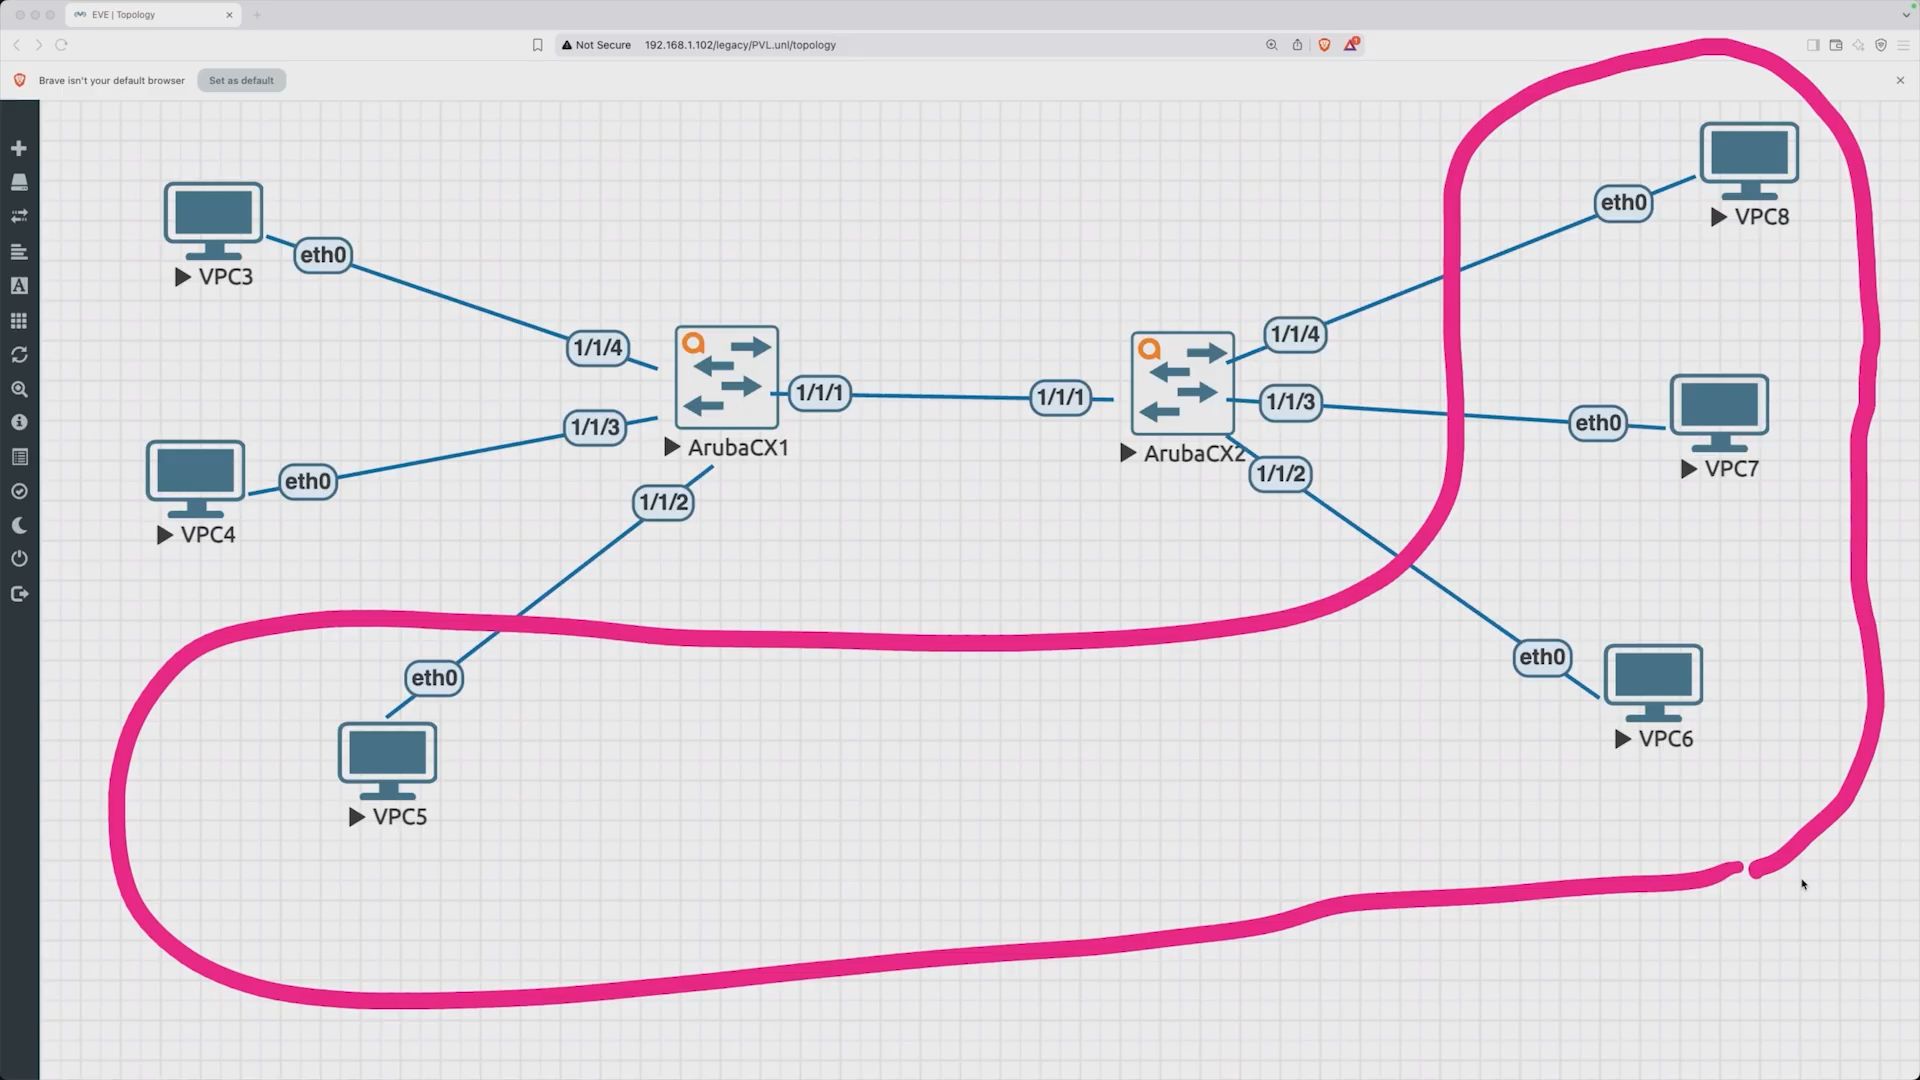 EVE | Topology
Not Secure 192.168.1.102/legacy/PVL.unl/topology
Brave isn't your default browser Set as default
eth0
VPC8
eth0
VPC3
1/1/4
1/1/4
1/1/1
1/1/1
1/1/3
eth0
1/1/3
ArubaCX1
ArubaCX2
VPC7
eth0
1/1/2
1/1/2
VPC4
eth0
eth0
VPC6
VPC5